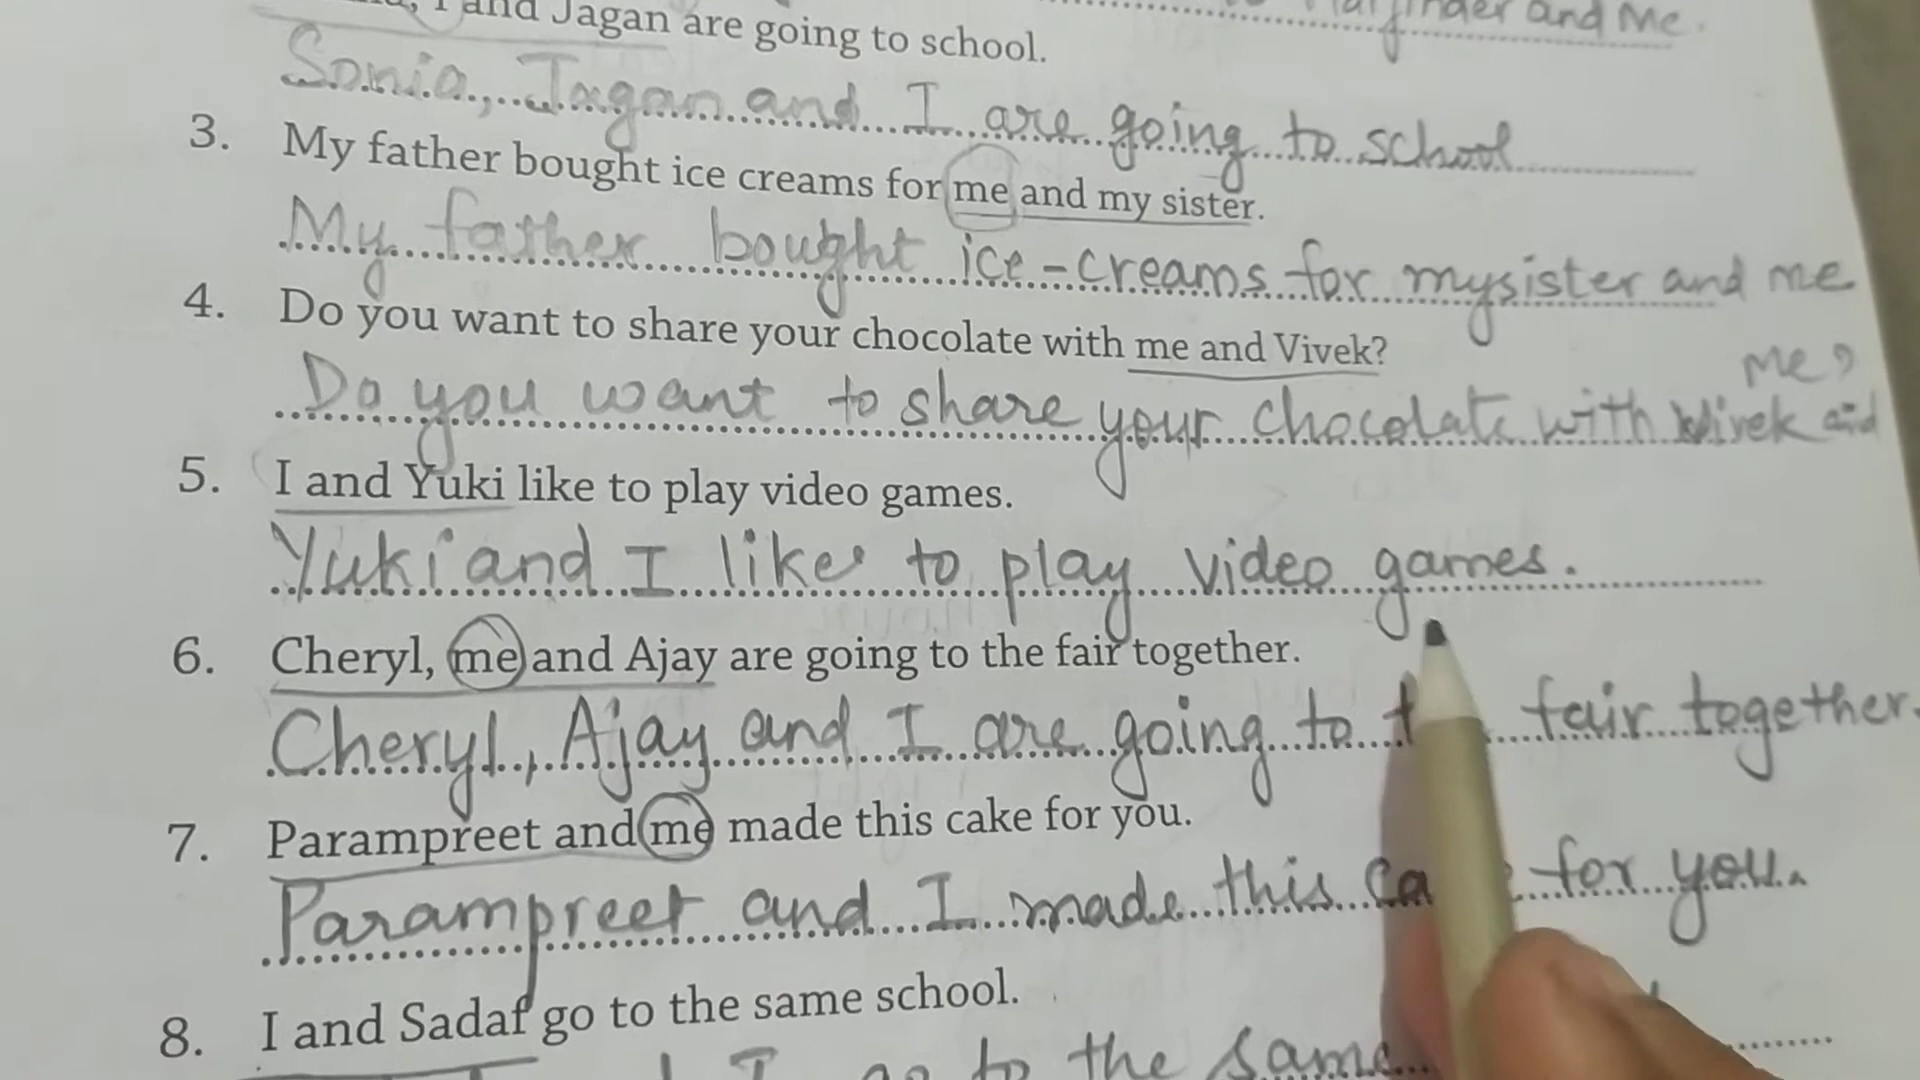 I and Jagan are going to school.
and me.
Sonia, Jagan and I are going to school
3. My father bought ice creams for me and my sister.
My father bought ice-creams for my sister and me
4. Do you want to share your chocolate with me and Vivek?
me?
Do you want to share your chocolate with Vivek and
5. I and Yuki like to play video games.
Yuki and I like to play video games.
6. Cheryl, me and Ajay are going to the fair together.
Cheryl, Ajay and I are going to fair together.
7. Parampreet and me made this cake for you.
Parampreet and I made this for you.
8. I and Sadaf go to the same school.
I go to the same